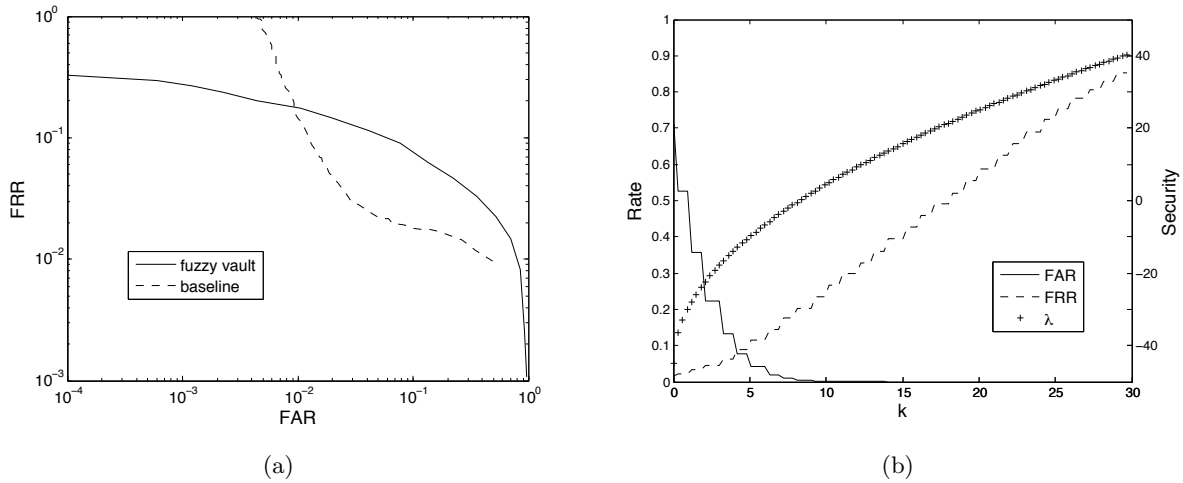 10^0
10^-1
10^-2
10^-3
FRR
10^-4 10^-3 10^-2 10^-1 10^0
FAR
fuzzy vault
baseline
(a)
1
0.9
0.8
0.7
0.6
0.5
0.4
0.3
0.2
0.1
0
Rate
0 5 10 15 20 25 30
k
40
20
0
−20
−40
Security
FAR
FRR
λ
(b)